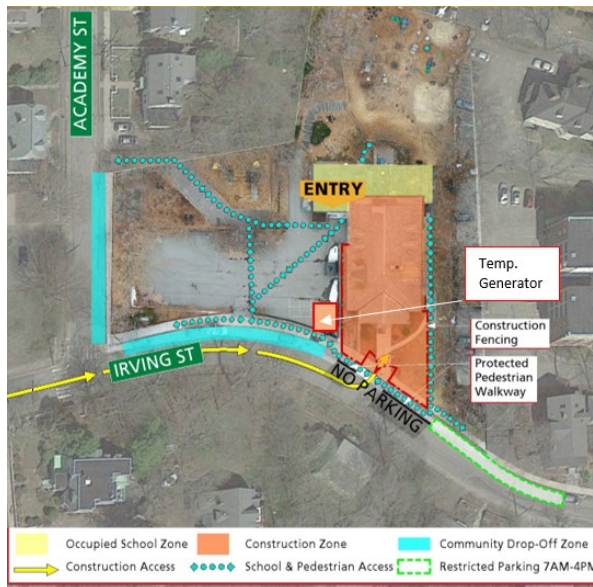 ACADEMY ST
ENTRY
Temp.
Generator
Construction
Fencing
Protected
Pedestrian
Walkway
IRVING ST
NO PARKING
Occupied School Zone
Construction Zone
Community Drop-Off Zone
Construction Access
School & Pedestrian Access
Restricted Parking 7AM-4PM